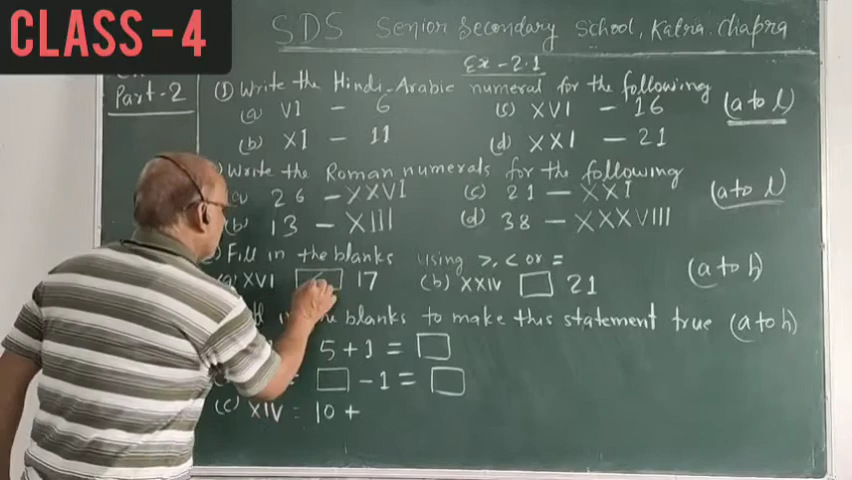 CLASS-4
SDS Senior Secondary School, Katra Chapra
Ex-2.1
Part-2
① Write the Hindi-Arabic numeral for the following
(a) VI - 6 (c) XVI - 16 (a to l)
(b) XI - 11 (d) XXI - 21
Write the Roman numerals for the following
(a) 26 - XXVI (c) 21 - XXI (a to l)
(b) 13 - XIII (d) 38 - XXXVIII
Fill in the blanks using >, < or =
(a) XVI 17 (b) XXIV □ 21 (a to h)
in the blanks to make this statement true (a to h)
5 + 1 = □
= □ - 1 = □
(c) XIV = 10 +